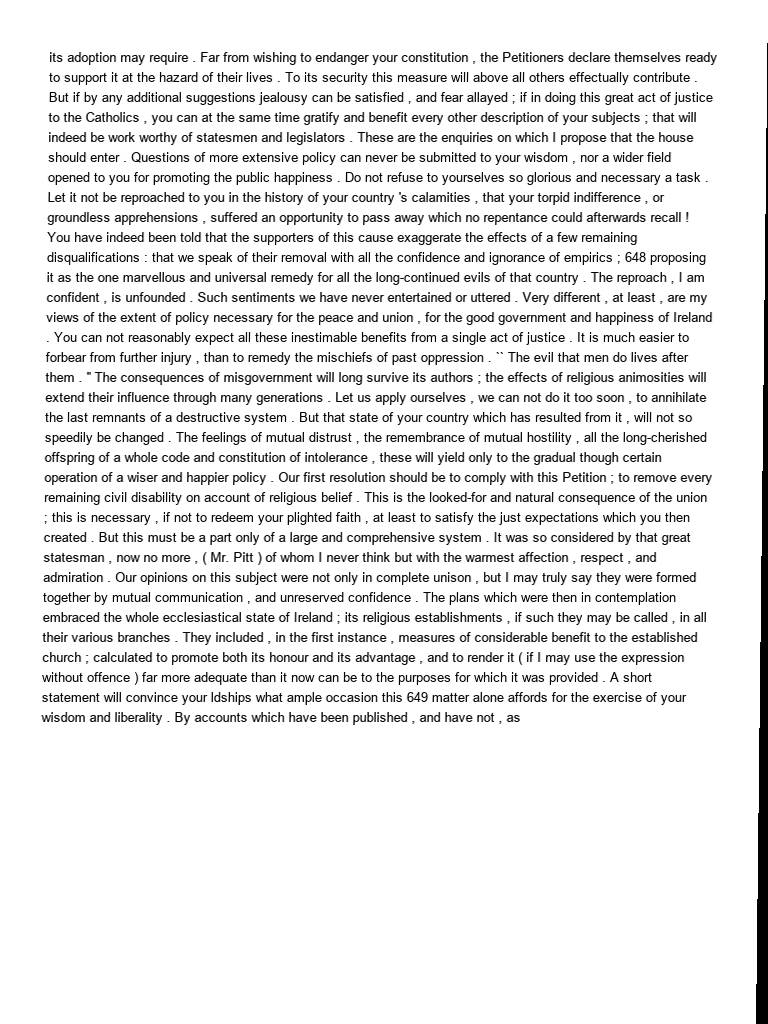 its adoption may require . Far from wishing to endanger your constitution , the Petitioners declare themselves ready
to support it at the hazard of their lives . To its security this measure will above all others effectually contribute .
But if by any additional suggestions jealousy can be satisfied , and fear allayed ; if in doing this great act of justice
to the Catholics , you can at the same time gratify and benefit every other description of your subjects ; that will
indeed be work worthy of statesmen and legislators . These are the enquiries on which I propose that the house
should enter . Questions of more extensive policy can never be submitted to your wisdom , nor a wider field
opened to you for promoting the public happiness . Do not refuse to yourselves so glorious and necessary a task .
Let it not be reproached to you in the history of your country 's calamities , that your torpid indifference , or
groundless apprehensions , suffered an opportunity to pass away which no repentance could afterwards recall !
You have indeed been told that the supporters of this cause exaggerate the effects of a few remaining
disqualifications : that we speak of their removal with all the confidence and ignorance of empirics ; 648 proposing
it as the one marvellous and universal remedy for all the long-continued evils of that country . The reproach , I am
confident , is unfounded . Such sentiments we have never entertained or uttered . Very different , at least , are my
views of the extent of policy necessary for the peace and union , for the good government and happiness of Ireland
. You can not reasonably expect all these inestimable benefits from a single act of justice . It is much easier to
forbear from further injury , than to remedy the mischiefs of past oppression . `` The evil that men do lives after
them . '' The consequences of misgovernment will long survive its authors ; the effects of religious animosities will
extend their influence through many generations . Let us apply ourselves , we can not do it too soon , to annihilate
the last remnants of a destructive system . But that state of your country which has resulted from it , will not so
speedily be changed . The feelings of mutual distrust , the remembrance of mutual hostility , all the long-cherished
offspring of a whole code and constitution of intolerance , these will yield only to the gradual though certain
operation of a wiser and happier policy . Our first resolution should be to comply with this Petition ; to remove every
remaining civil disability on account of religious belief . This is the looked-for and natural consequence of the union
; this is necessary , if not to redeem your plighted faith , at least to satisfy the just expectations which you then
created . But this must be a part only of a large and comprehensive system . It was so considered by that great
statesman , now no more , ( Mr. Pitt ) of whom I never think but with the warmest affection , respect , and
admiration . Our opinions on this subject were not only in complete unison , but I may truly say they were formed
together by mutual communication , and unreserved confidence . The plans which were then in contemplation
embraced the whole ecclesiastical state of Ireland ; its religious establishments , if such they may be called , in all
their various branches . They included , in the first instance , measures of considerable benefit to the established
church ; calculated to promote both its honour and its advantage , and to render it ( if I may use the expression
without offence ) far more adequate than it now can be to the purposes for which it was provided . A short
statement will convince your ldships what ample occasion this 649 matter alone affords for the exercise of your
wisdom and liberality . By accounts which have been published , and have not , as